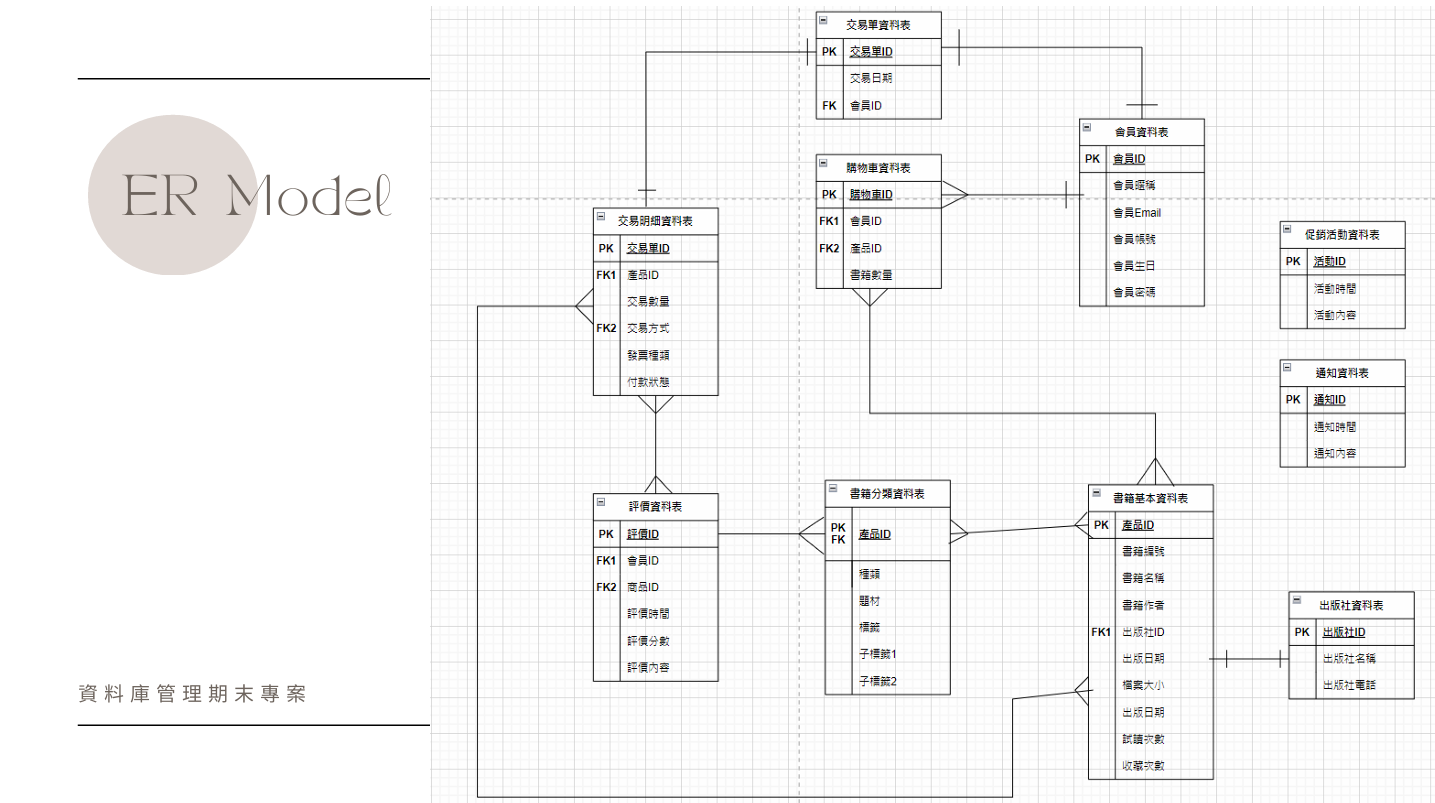 ER Model
資料庫管理期末專案
交易單資料表
PK 交易單ID
交易日期
FK 會員ID
會員資料表
PK 會員ID
會員暱稱
會員Email
會員帳號
會員生日
會員密碼
購物車資料表
PK 購物車ID
FK1 會員ID
FK2 產品ID
書籍數量
交易明細資料表
PK 交易單ID
FK1 產品ID
交易數量
FK2 交易方式
發票種類
付款狀態
促銷活動資料表
PK 活動ID
活動時間
活動內容
通知資料表
PK 通知ID
通知時間
通知內容
評價資料表
PK 評價ID
FK1 會員ID
FK2 商品ID
評價時間
評價分數
評價內容
書籍分類資料表
PK
FK 產品ID
種類
題材
標籤
子標籤1
子標籤2
書籍基本資料表
PK 產品ID
書籍編號
書籍名稱
書籍作者
FK1 出版社ID
出版日期
檔案大小
出版日期
試讀次數
收藏次數
出版社資料表
PK 出版社ID
出版社名稱
出版社電話